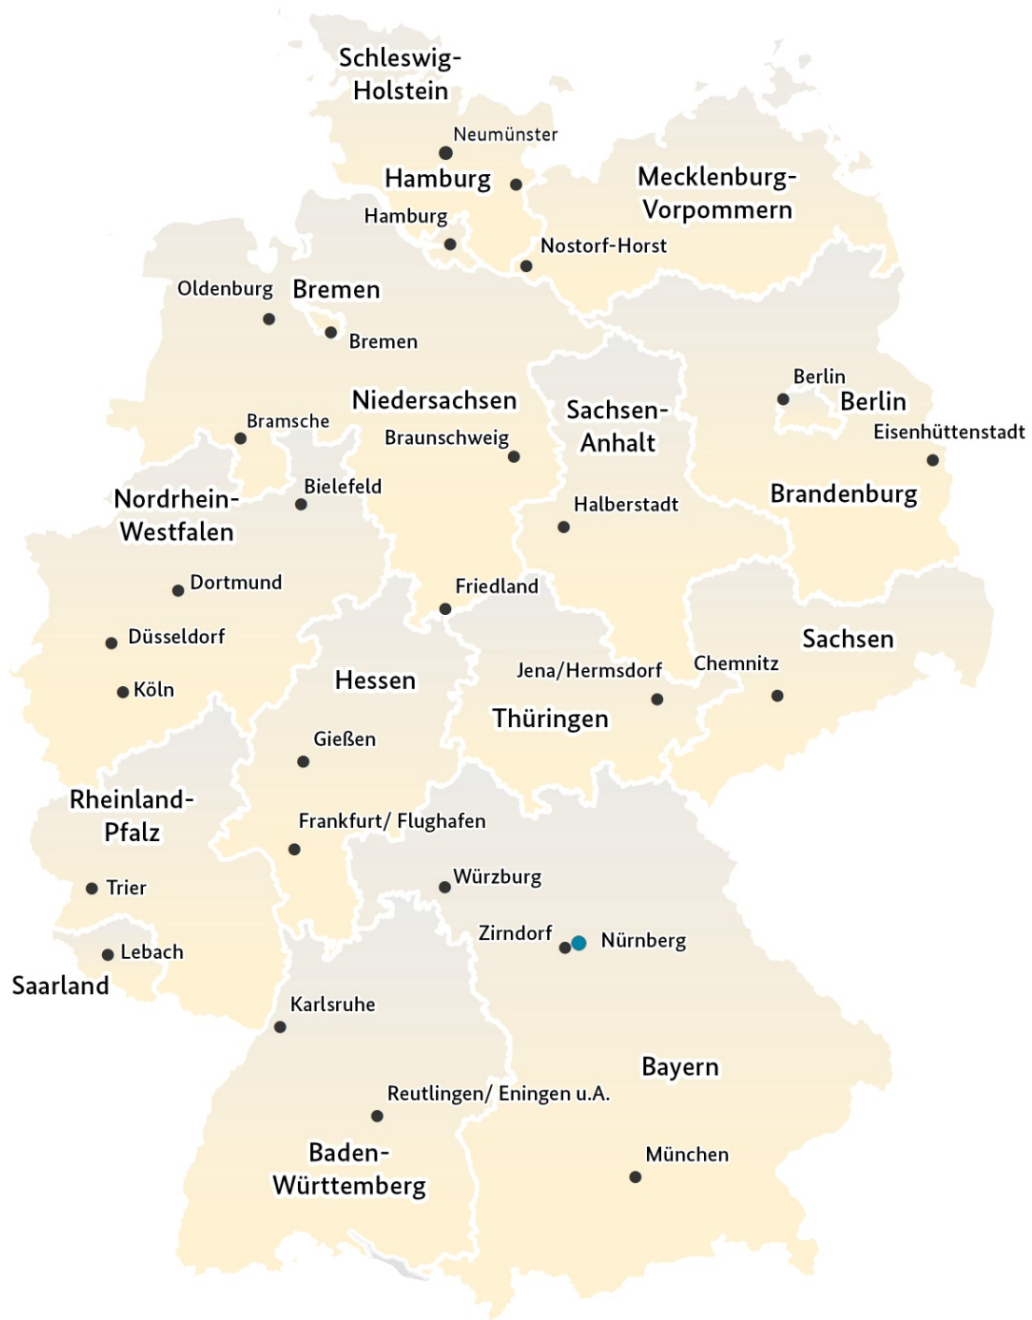 Schleswig-
Holstein
Neumünster
Hamburg
Mecklenburg-
Vorpommern
Hamburg
Nostorf-Horst
Oldenburg
Bremen
Bremen
Berlin
Berlin
Niedersachsen
Sachsen-
Anhalt
Bramsche
Braunschweig
Eisenhüttenstadt
Bielefeld
Nordrhein-
Westfalen
Halberstadt
Brandenburg
Dortmund
Friedland
Düsseldorf
Sachsen
Jena/Hermsdorf
Chemnitz
Hessen
Köln
Thüringen
Gießen
Rheinland-
Pfalz
Frankfurt/ Flughafen
Würzburg
Trier
Zirndorf
Nürnberg
Lebach
Saarland
Karlsruhe
Bayern
Reutlingen/ Eningen u.A.
Baden-
Württemberg
München